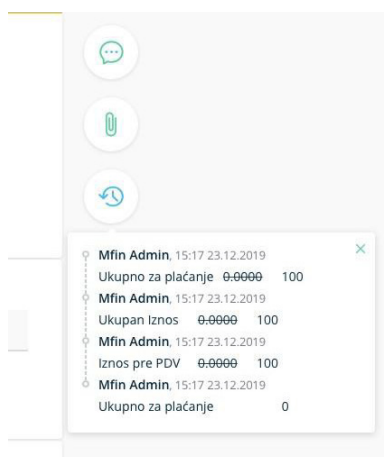 Mfin Admin, 15:17 23.12.2019
Ukupno za plaćanje 0.0000 100
Mfin Admin, 15:17 23.12.2019
Ukupan Iznos 0.0000 100
Mfin Admin, 15:17 23.12.2019
Iznos pre PDV 0.0000 100
Mfin Admin, 15:17 23.12.2019
Ukupno za plaćanje 0